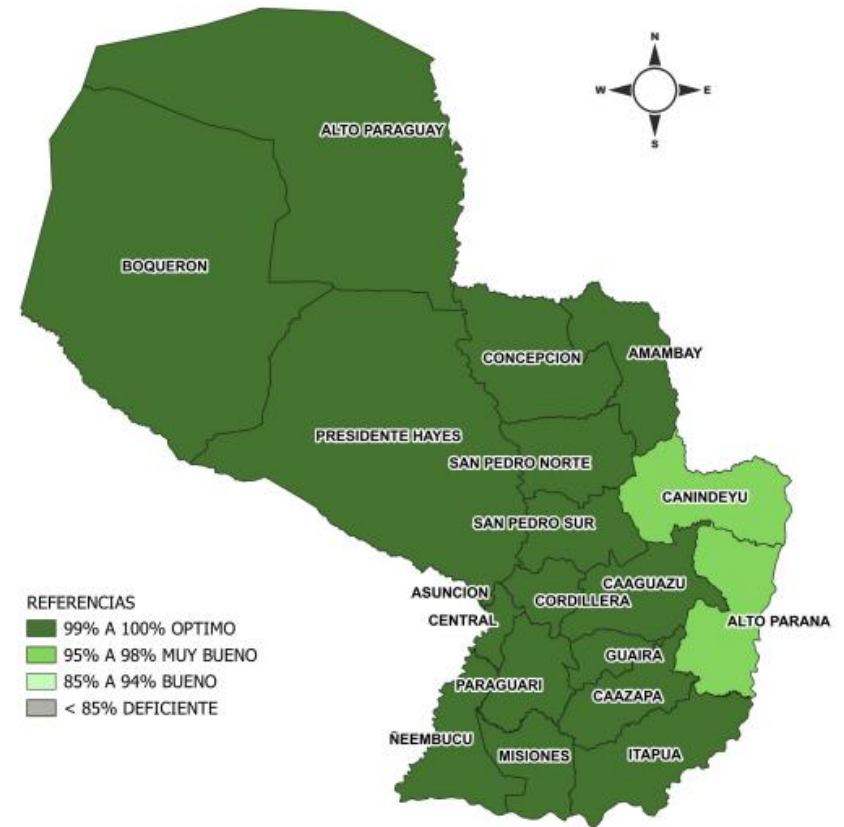 N
W E
S
ALTO PARAGUAY
BOQUERON
CONCEPCION
AMAMBAY
PRESIDENTE HAYES
SAN PEDRO NORTE
CANINDEYU
SAN PEDRO SUR
ASUNCION
CAAGUAZU
CORDILLERA
CENTRAL
ALTO PARANA
GUAIRA
PARAGUARI
CAAZAPA
ÑEEMBUCU
MISIONES
ITAPUA
REFERENCIAS
99% A 100% OPTIMO
95% A 98% MUY BUENO
85% A 94% BUENO
< 85% DEFICIENTE